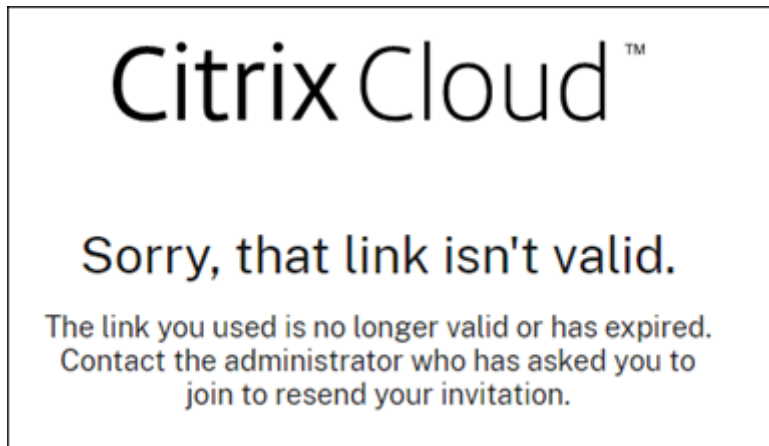 Citrix Cloud™
Sorry, that link isn't valid.
The link you used is no longer valid or has expired.
Contact the administrator who has asked you to
join to resend your invitation.